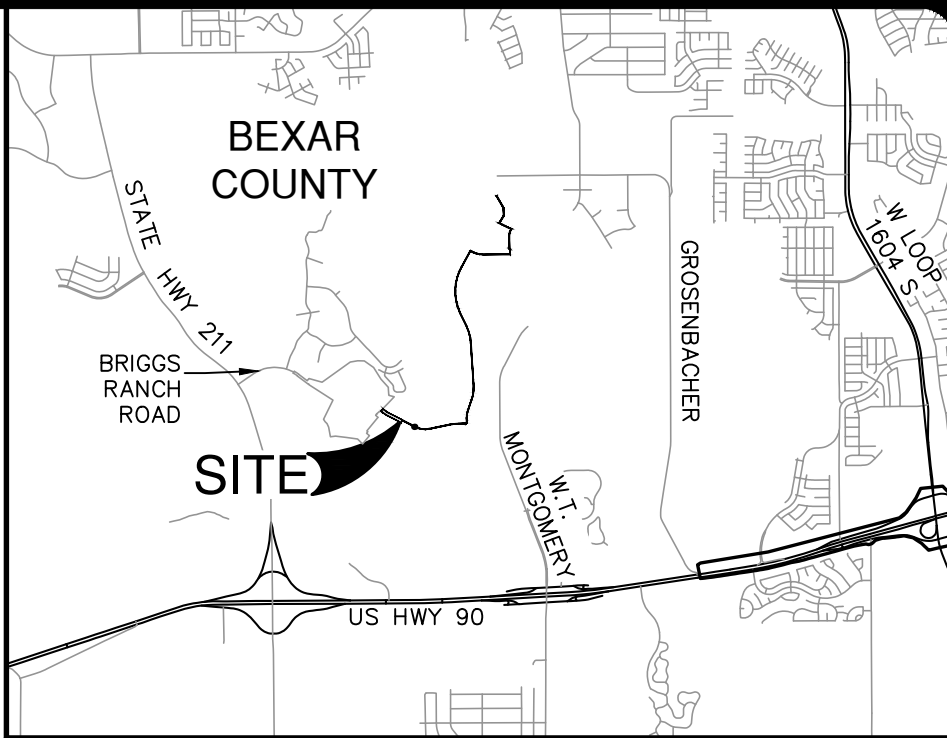 BEXAR
COUNTY
STATE HWY 211
W LOOP
1604 S
GROSENBACHER
BRIGGS
RANCH
ROAD
SITE
W.T.
MONTGOMERY
US HWY 90